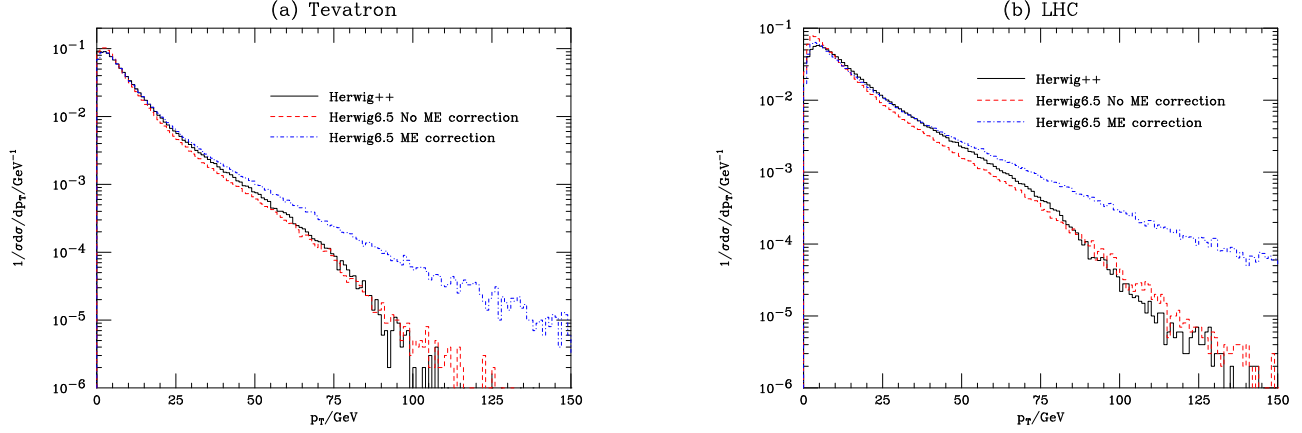 (a) Tevatron
10⁻¹
10⁻²
10⁻³
10⁻⁴
10⁻⁵
10⁻⁶
1/σdσ/dp_T/GeV⁻¹
Herwig++
Herwig6.5 No ME correction
Herwig6.5 ME correction
0 25 50 75 100 125 150
p_T/GeV
(b) LHC
10⁻¹
10⁻²
10⁻³
10⁻⁴
10⁻⁵
10⁻⁶
1/σdσ/dp_T/GeV⁻¹
Herwig++
Herwig6.5 No ME correction
Herwig6.5 ME correction
0 25 50 75 100 125 150
p_T/GeV